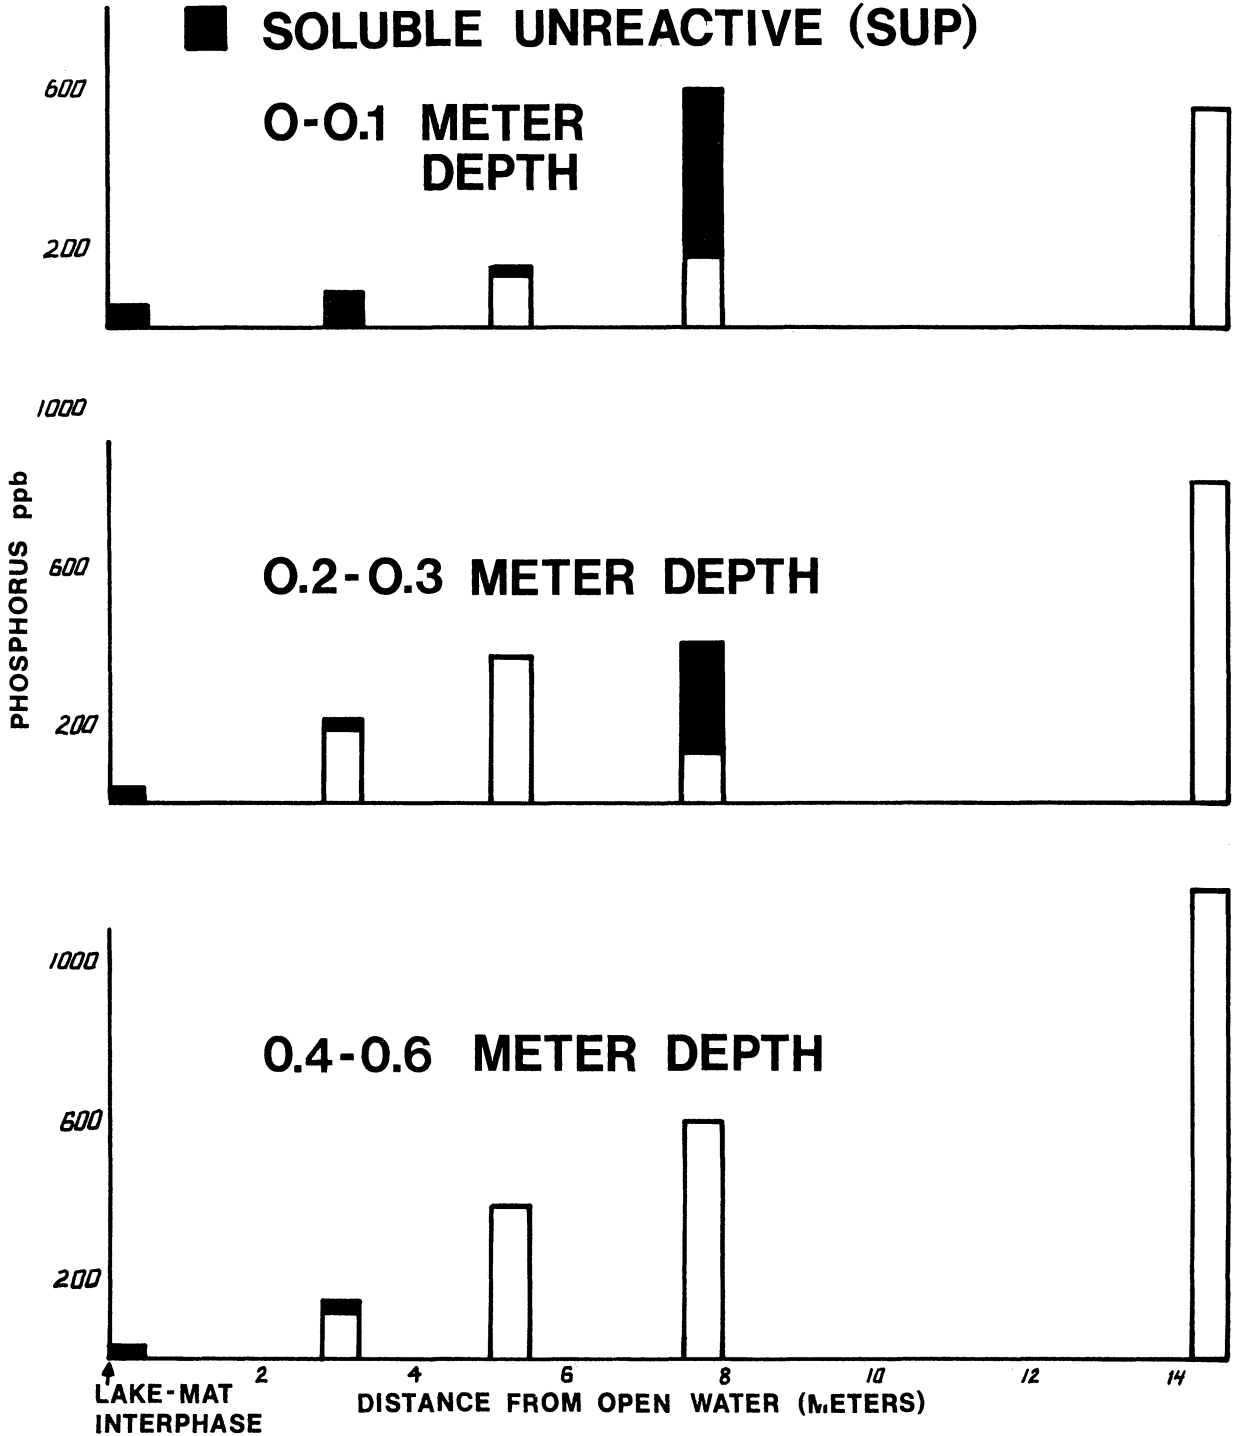 SOLUBLE UNREACTIVE (SUP)
600
0-0.1 METER
DEPTH
200
1000
PHOSPHORUS ppb
600
0.2-0.3 METER DEPTH
200
1000
0.4-0.6 METER DEPTH
600
200
2 4 6 8 10 12 14
LAKE-MAT
INTERPHASE
DISTANCE FROM OPEN WATER (METERS)